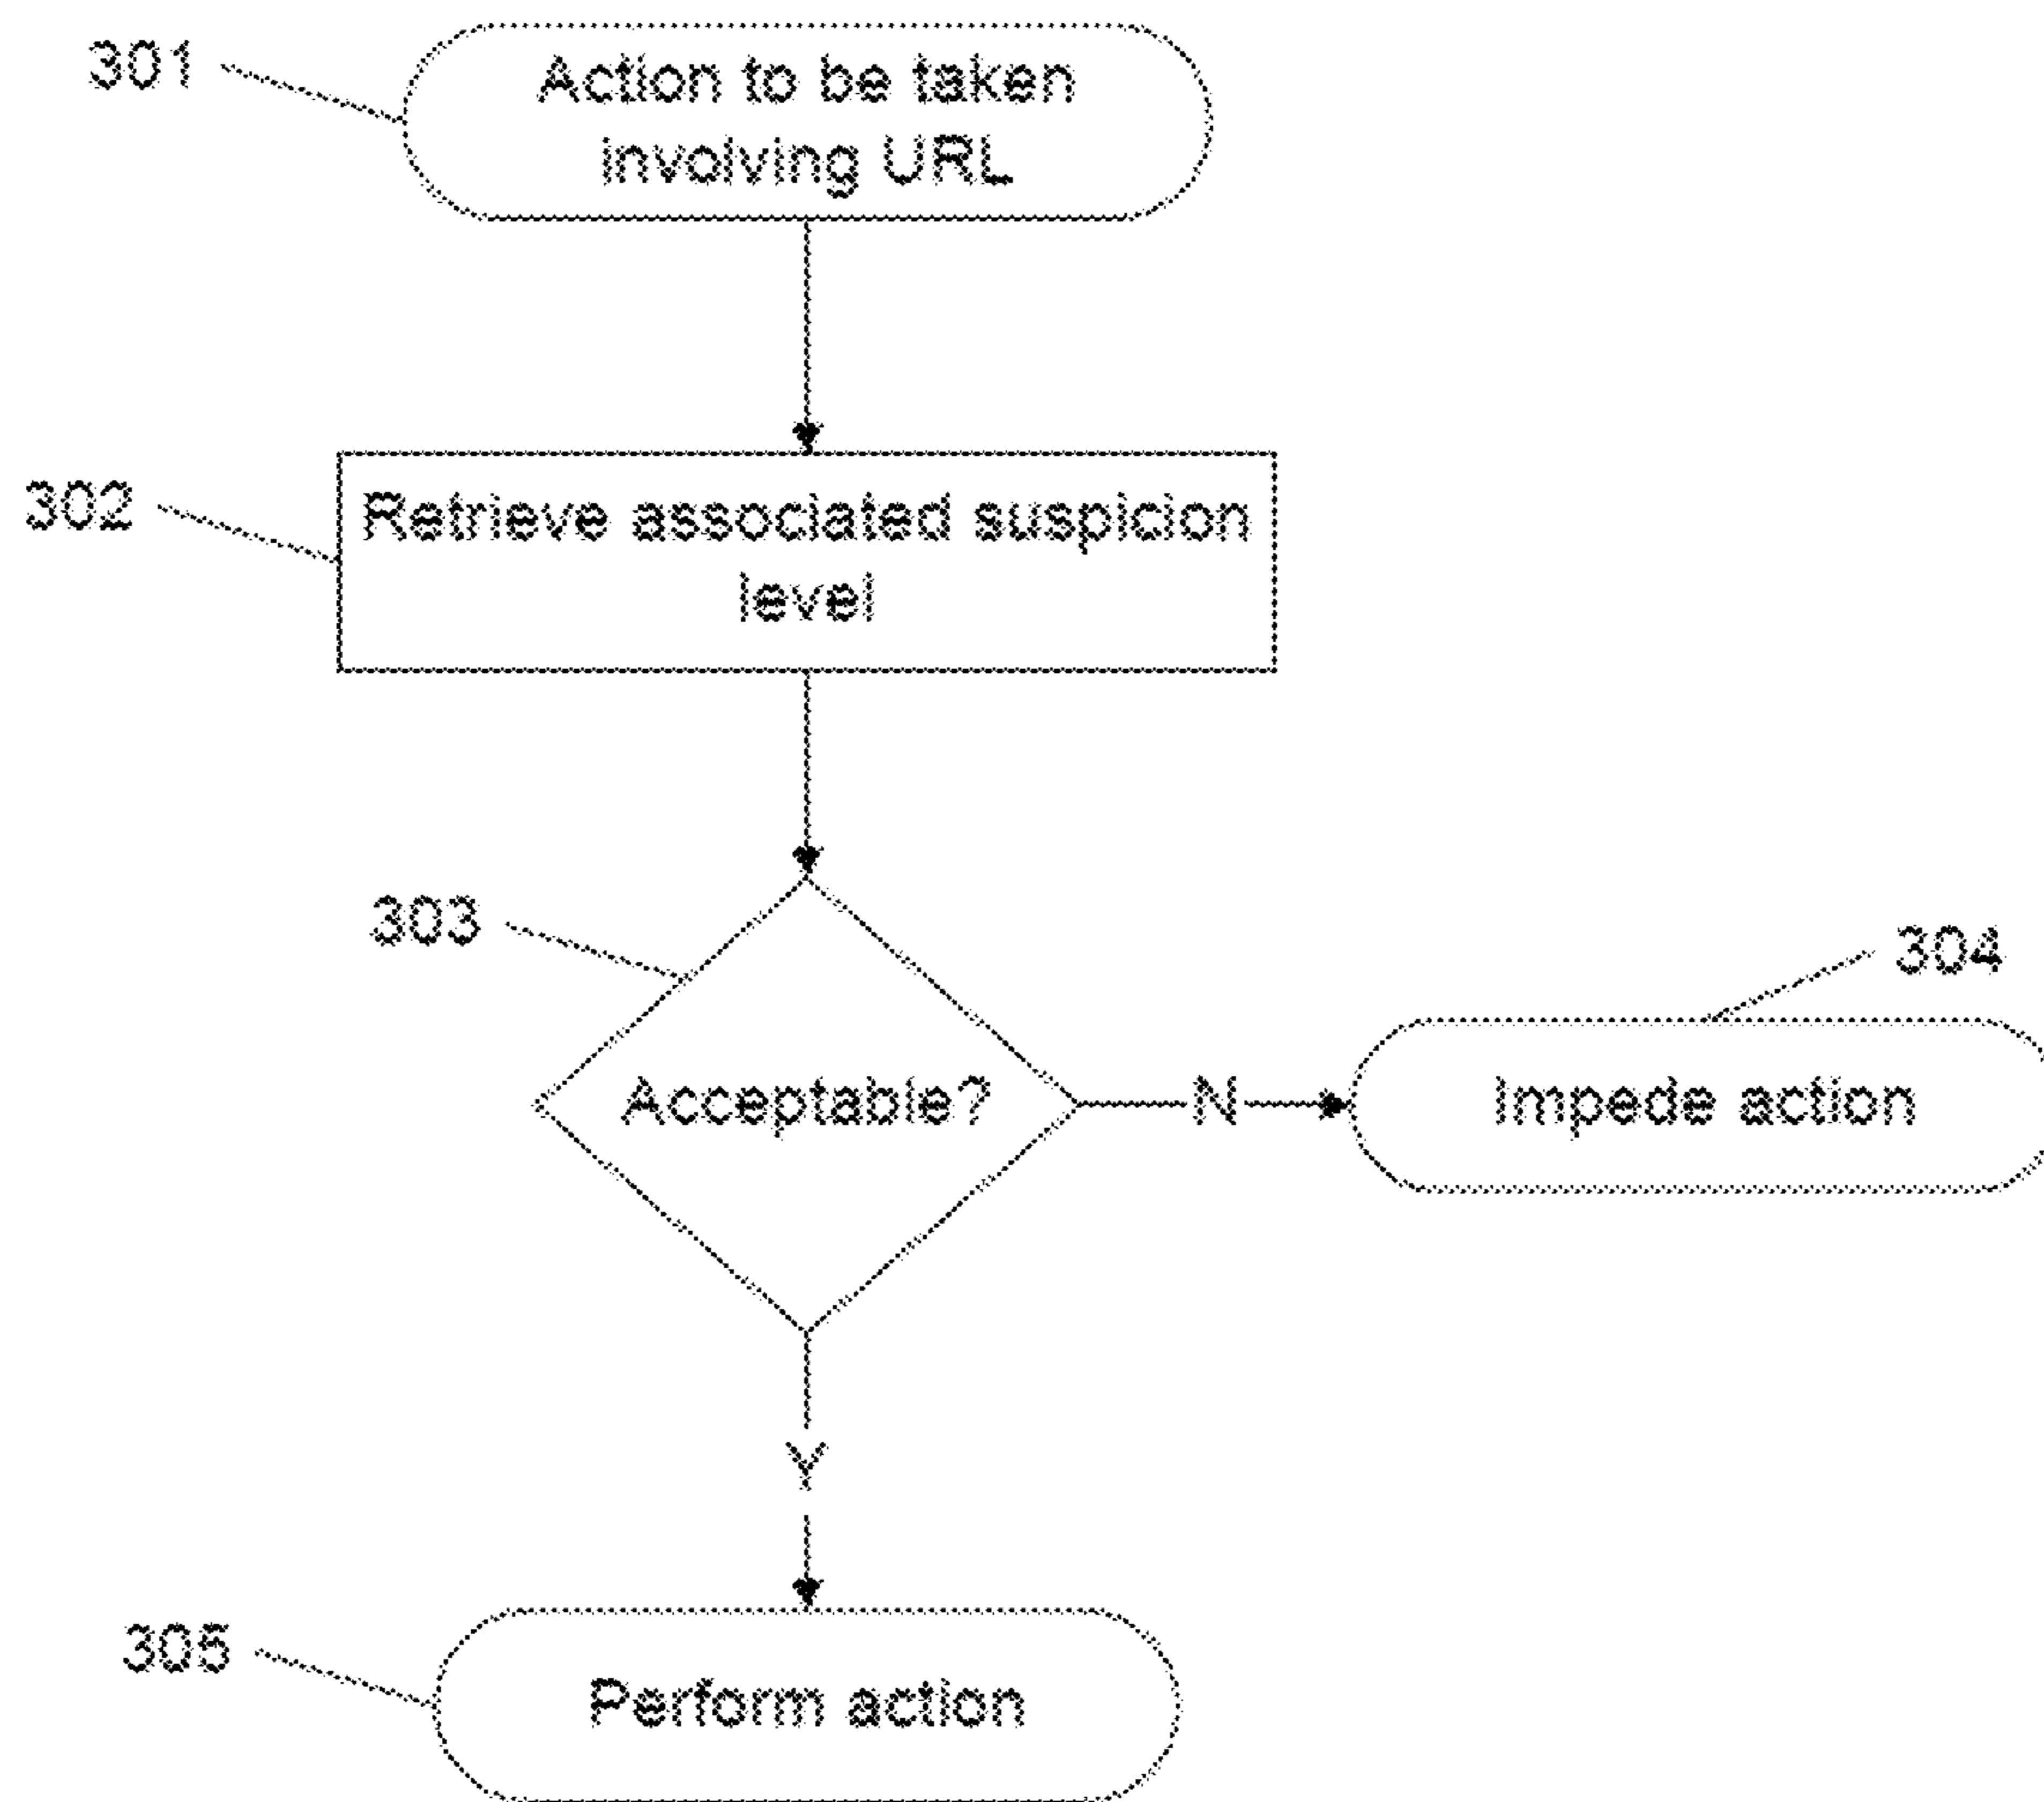 301
Action to be taken
involving URL
302
Retrieve associated suspicion
level
303
304
Acceptable?
N
Impede action
Y
305
Perform action